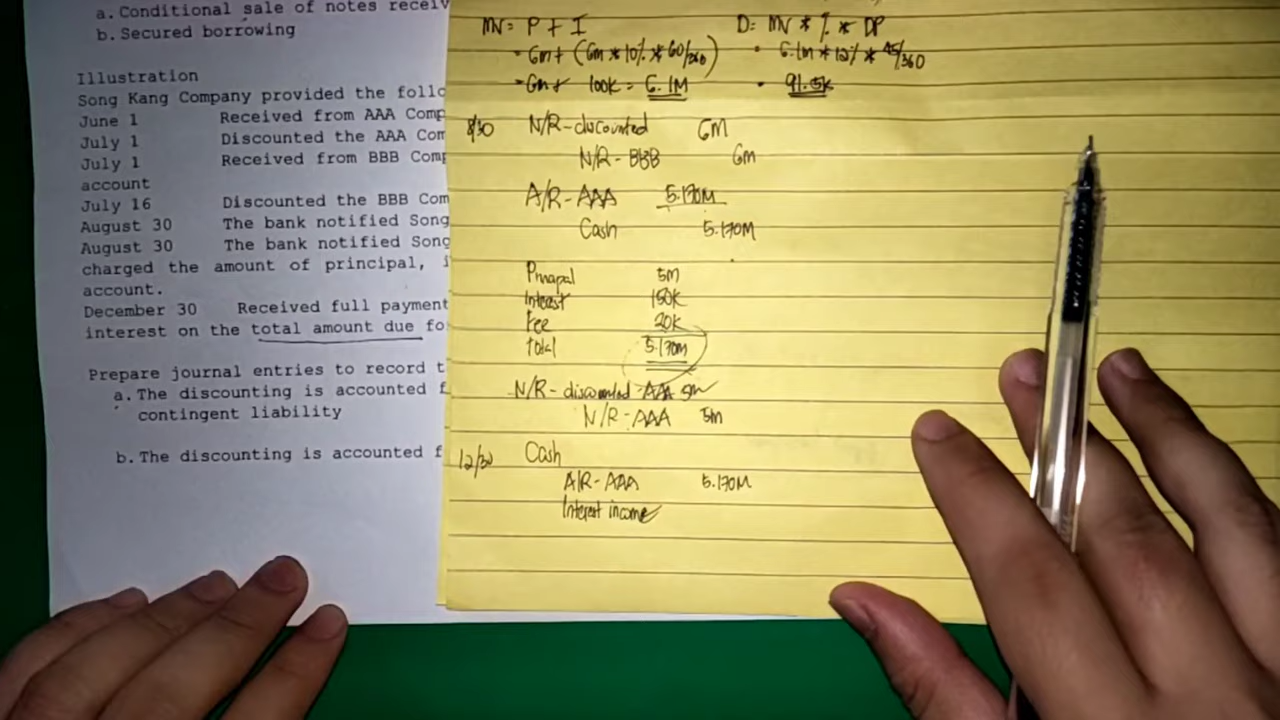 a. Conditional sale of notes receiv
b. Secured borrowing
Illustration
Song Kang Company provided the follo
June 1 Received from AAA Comp
July 1 Discounted the AAA Com
July 1 Received from BBB Comp
account
July 16 Discounted the BBB Com
August 30 The bank notified Song
August 30 The bank notified Song
charged the amount of principal, i
account.
December 30 Received full payment
interest on the total amount due fo
Prepare journal entries to record t
a. The discounting is accounted f
contingent liability
b. The discounting is accounted f
MV = P + I
= 6m + (6m * 10% * 60/360)
= 6m + 100k = 6.1M
D = MV * % * DP
= 6.1m * 12% * 45/360
= 91.5k
8/30 N/R-discounted 6M
N/R - BBB 6m
A/R-AAA 5.170M
Cash 5.170M
Principal 5m
Interest 150K
Fee 20K
Total 5.170m
N/R- discounted -AAA 5m
N/R-AAA 5m
12/30 Cash
A/R-AAA 5.170M
Interest income